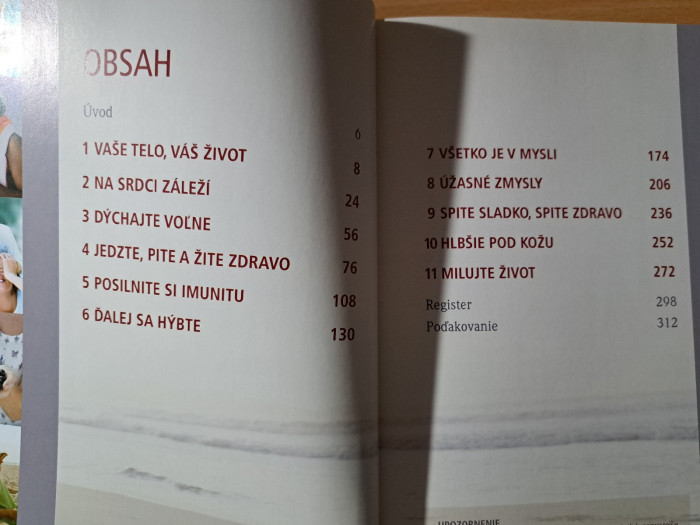 OBSAH
Úvod 6
1 VAŠE TELO, VÁŠ ŽIVOT 8
2 NA SRDCI ZÁLEŽÍ 24
3 DÝCHAJTE VOĽNE 56
4 JEDZTE, PITE A ŽITE ZDRAVO 76
5 POSILNITE SI IMUNITU 108
6 ĎALEJ SA HÝBTE 130
7 VŠETKO JE V MYSLI 174
8 ÚŽASNÉ ZMYSLY 206
9 SPITE SLADKO, SPITE ZDRAVO 236
10 HLBŠIE POD KOŽU 252
11 MILUJTE ŽIVOT 272
Register 298
Poďakovanie 312
UPOZORNENIE